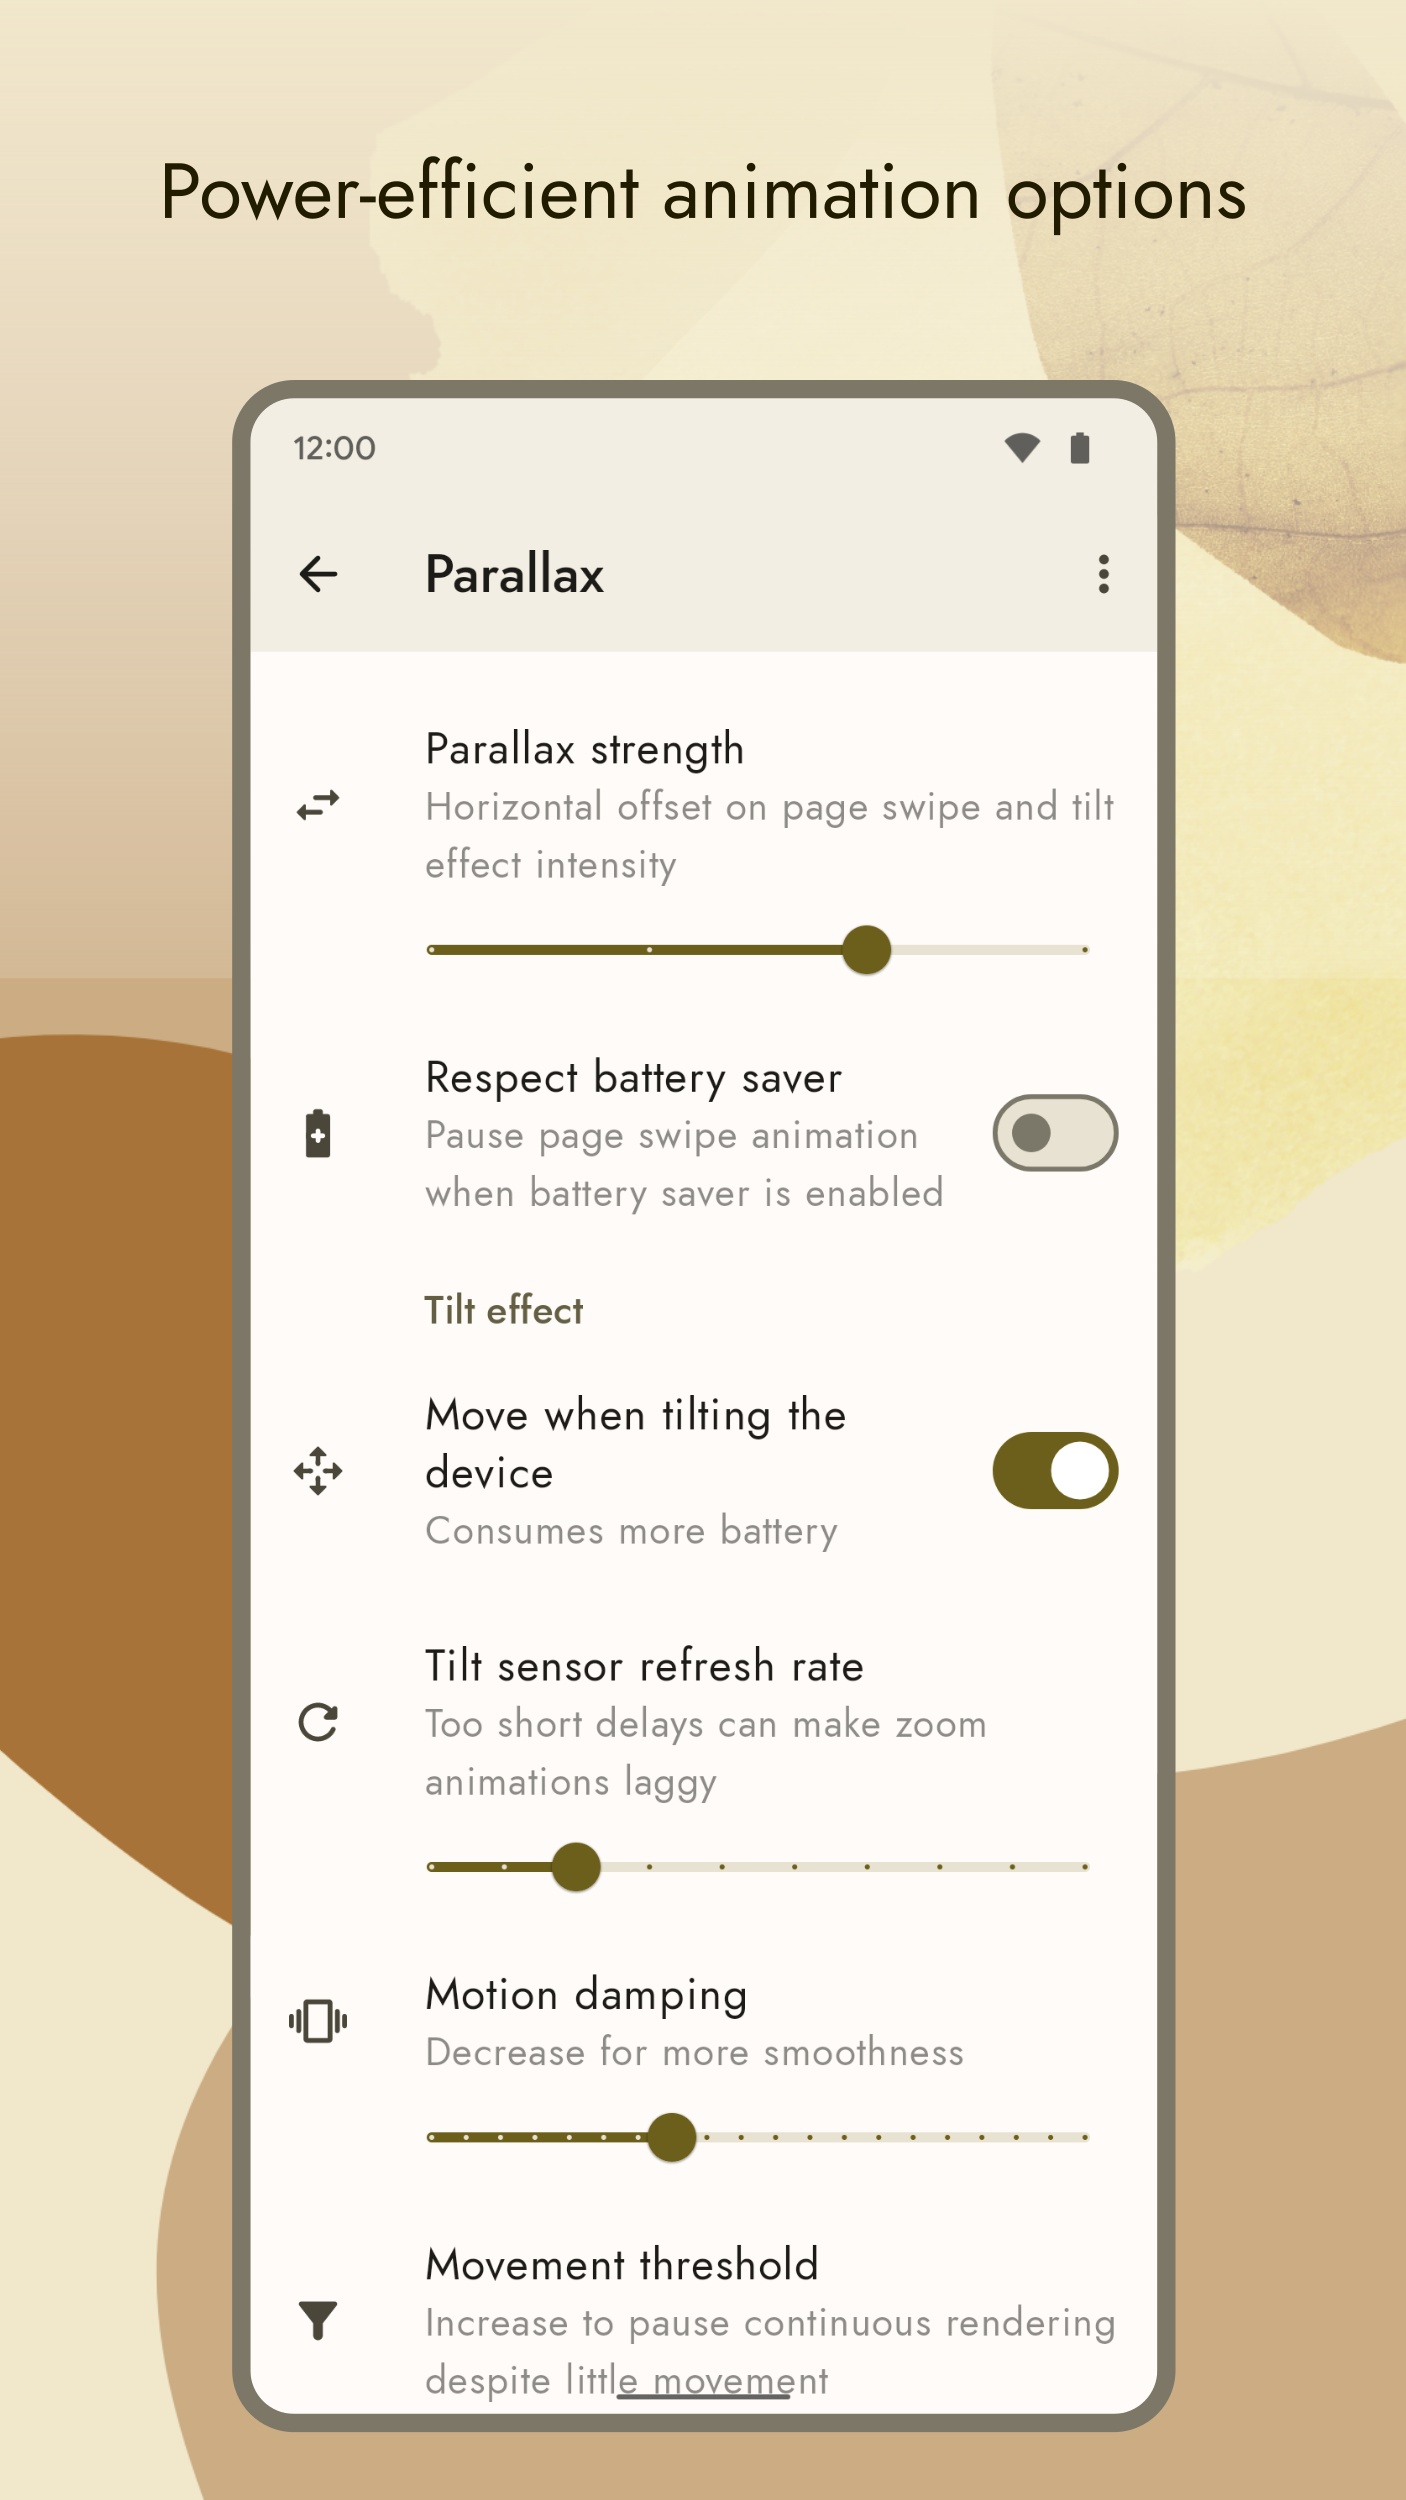 Power-efficient animation options
12:00
Parallax
Parallax strength
Horizontal offset on page swipe and tilt
effect intensity
Respect battery saver
Pause page swipe animation
when battery saver is enabled
Tilt effect
Move when tilting the
device
Consumes more battery
Tilt sensor refresh rate
Too short delays can make zoom
animations laggy
Motion damping
Decrease for more smoothness
Movement threshold
Increase to pause continuous rendering
despite little movement